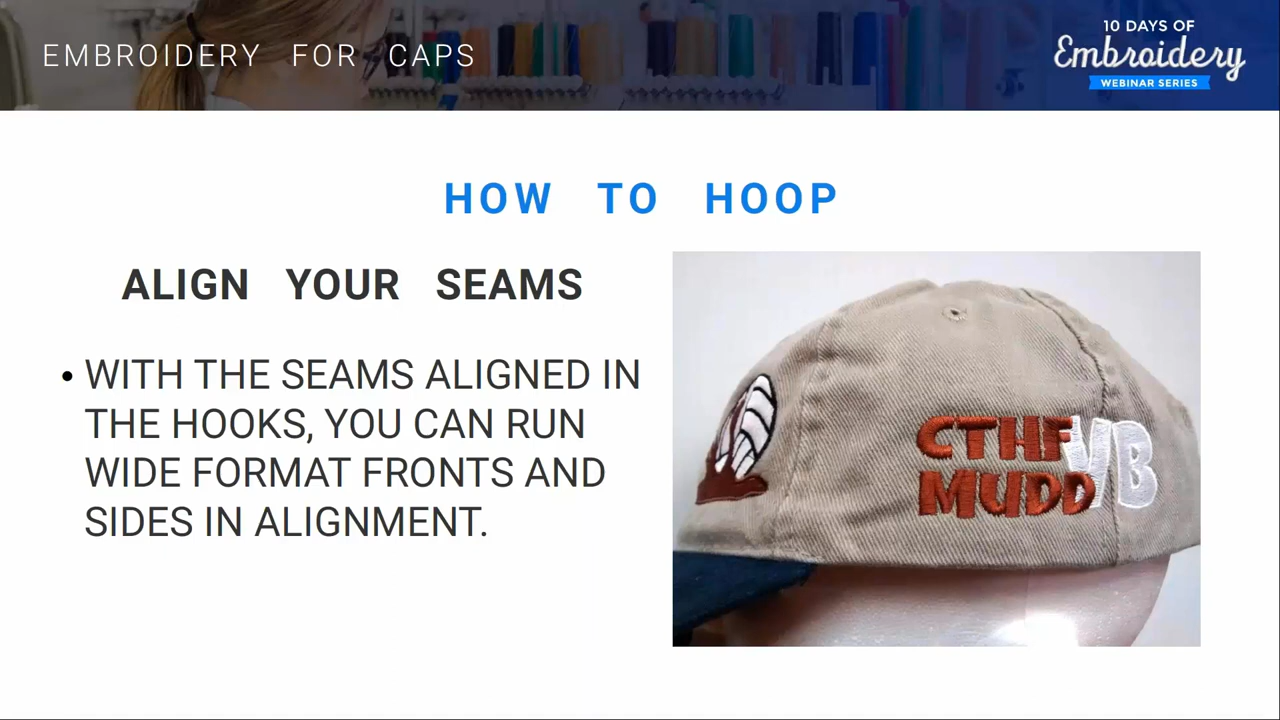 EMBROIDERY FOR CAPS
10 DAYS OF
Embroidery
WEBINAR SERIES
HOW TO HOOP
ALIGN YOUR SEAMS
• WITH THE SEAMS ALIGNED IN
THE HOOKS, YOU CAN RUN
WIDE FORMAT FRONTS AND
SIDES IN ALIGNMENT.
CTHF
MUDD
VB